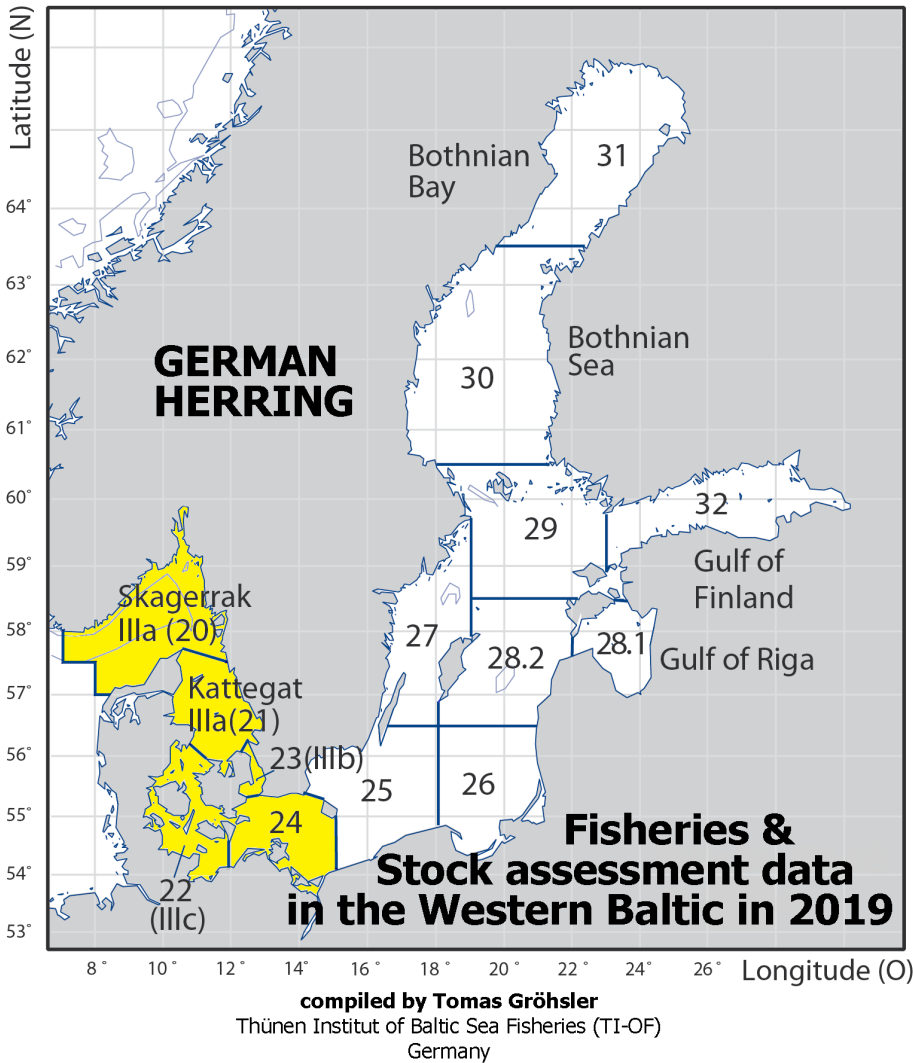 Latitude (N)
64°
63°
62°
61°
60°
59°
58°
57°
56°
55°
54°
53°
Bothnian
Bay
31
Bothnian
Sea
GERMAN
HERRING
30
32
29
Gulf of
Finland
Skagerrak
IIIa (20)
27
28.2
28.1
Gulf of Riga
Kattegat
IIIa(21)
23(IIIb)
25
26
24
22
(IIIc)
Fisheries &
Stock assessment data
in the Western Baltic in 2019
8° 10° 12° 14° 16° 18° 20° 22° 24° 26° Longitude (O)
compiled by Tomas Gröhsler
Thünen Institut of Baltic Sea Fisheries (TI-OF)
Germany